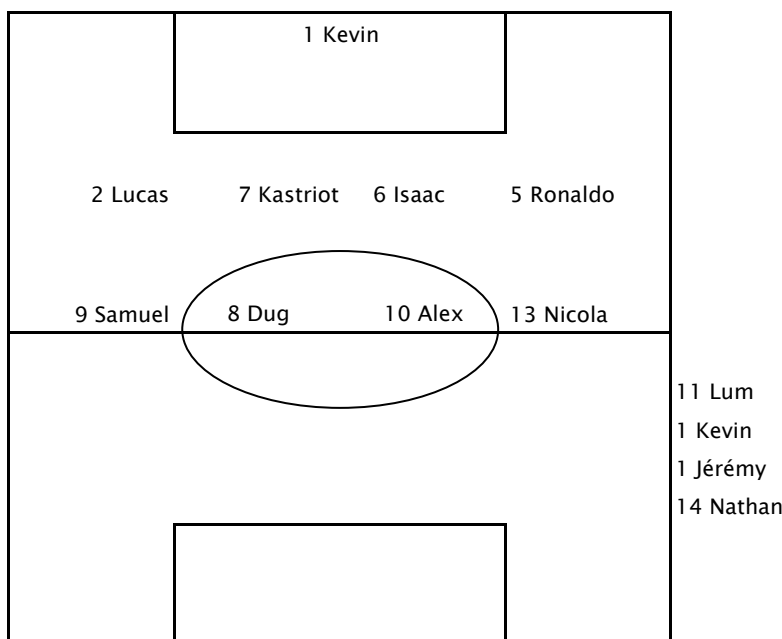 1 Kevin
2 Lucas 7 Kastriot 6 Isaac 5 Ronaldo
9 Samuel 8 Dug 10 Alex 13 Nicola
11 Lum
1 Kevin
1 Jérémy
14 Nathan